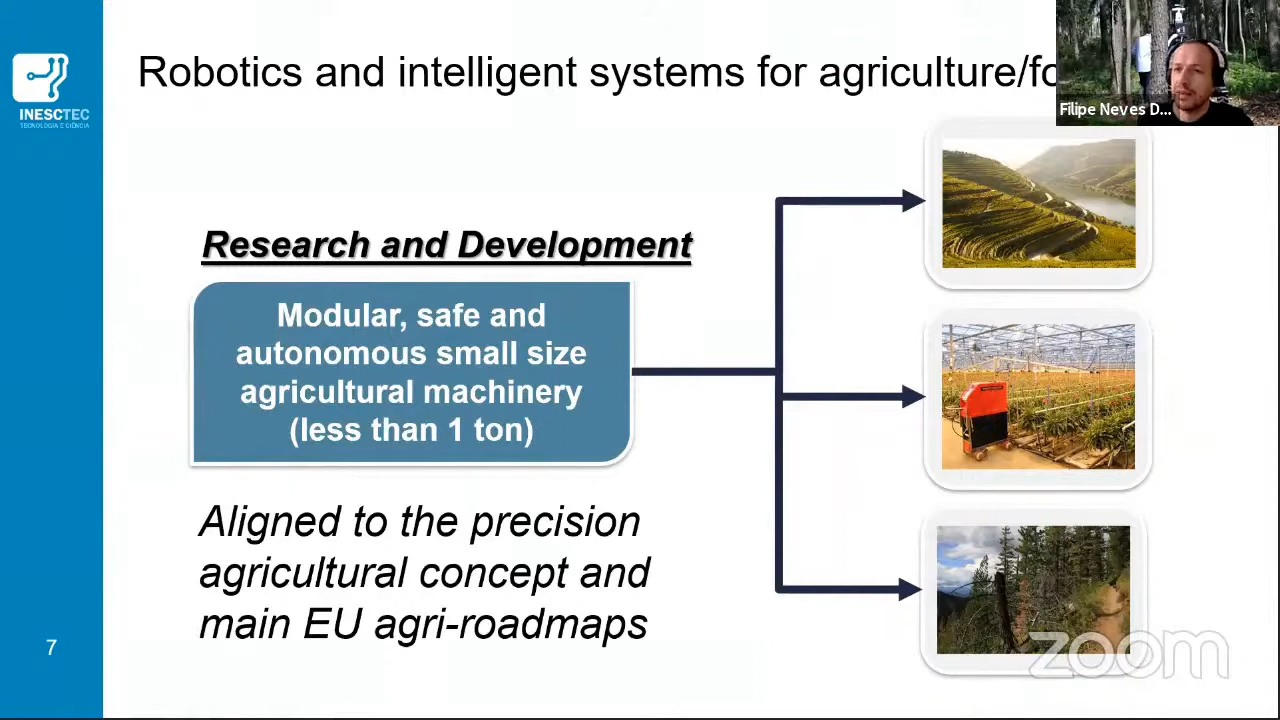 Robotics and intelligent systems for agriculture/fo
INESCTEC
TECNOLOGIA E CIÊNCIA
Filipe Neves D...
Research and Development
Modular, safe and
autonomous small size
agricultural machinery
(less than 1 ton)
Aligned to the precision
agricultural concept and
main EU agri-roadmaps
7
zoom